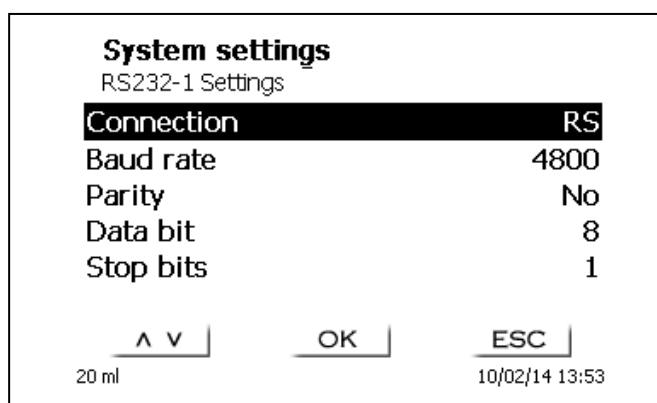 System settings
RS232-1 Settings
Connection RS
Baud rate 4800
Parity No
Data bit 8
Stop bits 1
∧ ∨ OK ESC
20 ml 10/02/14 13:53